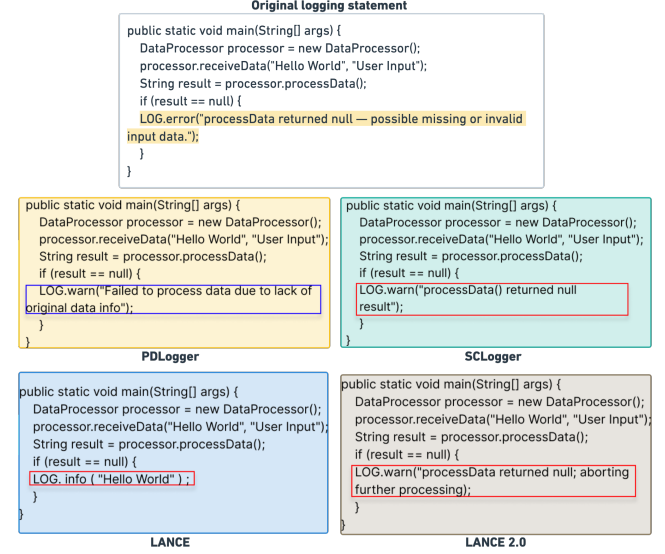 Original logging statement
public static void main(String[] args) {
DataProcessor processor = new DataProcessor();
processor.receiveData("Hello World", "User Input");
String result = processor.processData();
if (result == null) {
LOG.error("processData returned null — possible missing or invalid
input data.");
}
}
public static void main(String[] args) {
DataProcessor processor = new DataProcessor();
processor.receiveData("Hello World", "User Input");
String result = processor.processData();
if (result == null) {
LOG.warn("Failed to process data due to lack of
original data info");
}
}
PDLogger
public static void main(String[] args) {
DataProcessor processor = new DataProcessor();
processor.receiveData("Hello World", "User Input");
String result = processor.processData();
if (result == null) {
LOG.warn("processData() returned null
result");
}
}
SCLogger
public static void main(String[] args) {
DataProcessor processor = new DataProcessor();
processor.receiveData("Hello World", "User Input");
String result = processor.processData();
if (result == null) {
LOG. info ( "Hello World" ) ;
}
}
LANCE
public static void main(String[] args) {
DataProcessor processor = new DataProcessor();
processor.receiveData("Hello World", "User Input");
String result = processor.processData();
if (result == null) {
LOG.warn("processData returned null; aborting
further processing);
}
}
LANCE 2.0